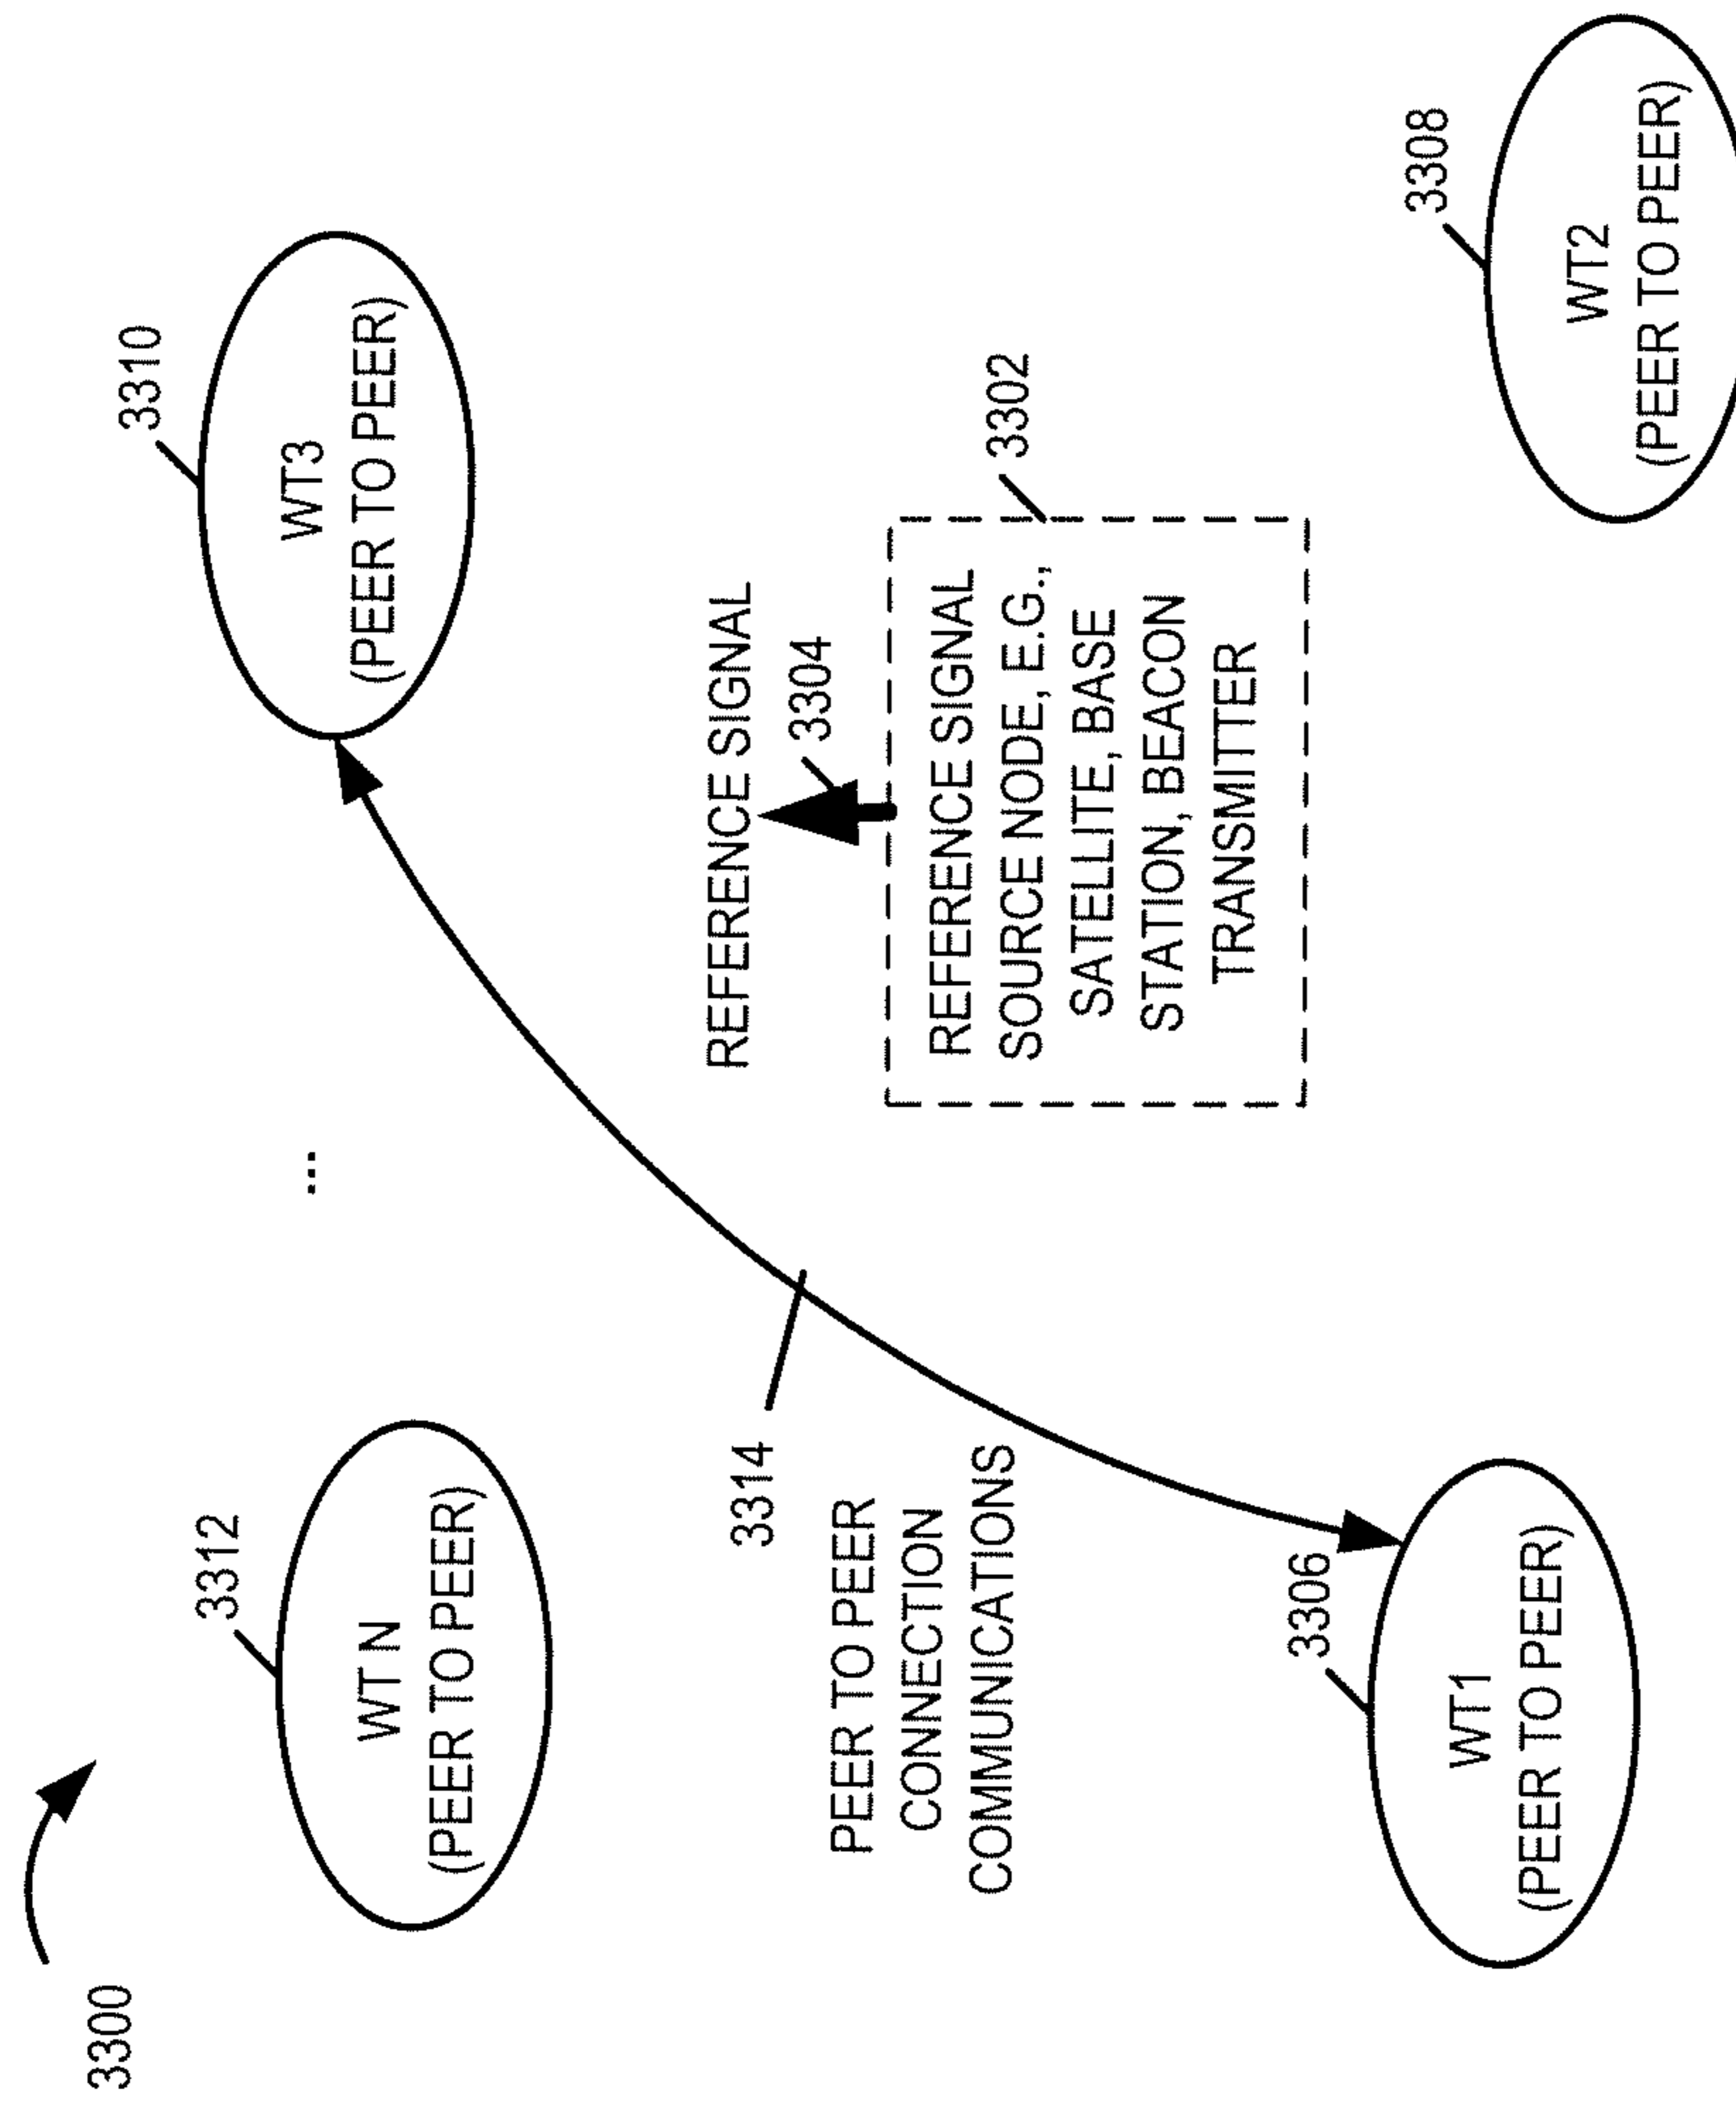 3300
3312
WT N
(PEER TO PEER)
...
3310
WT3
(PEER TO PEER)
3314
PEER TO PEER
CONNECTION
COMMUNICATIONS
REFERENCE SIGNAL
3304
3302
REFERENCE SIGNAL
SOURCE NODE, E.G.,
SATELLITE, BASE
STATION, BEACON
TRANSMITTER
3306
WT1
(PEER TO PEER)
3308
WT2
(PEER TO PEER)